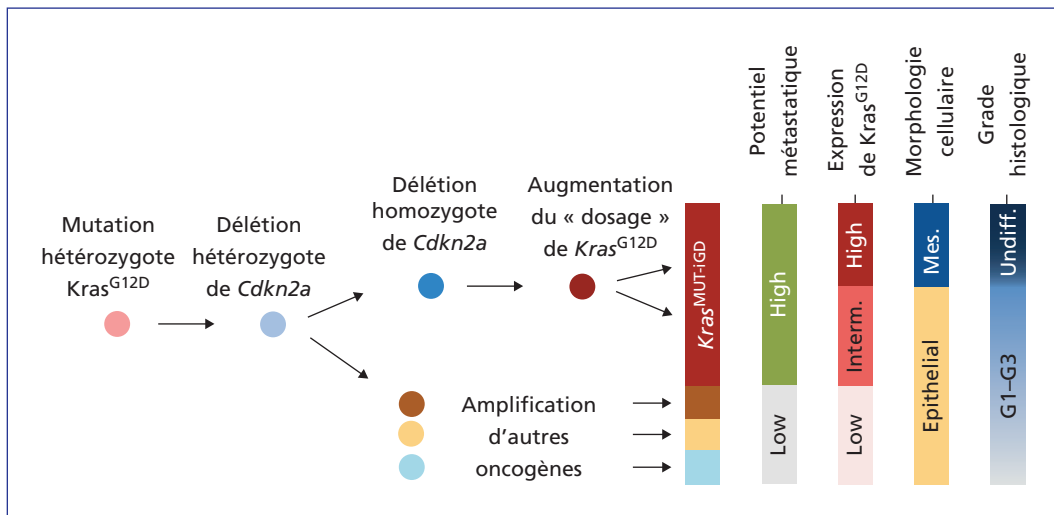 Mutation
hétérozygote
Kras^G12D
Délétion
hétérozygote
de Cdkn2a
Délétion
homozygote
de Cdkn2a
Augmentation
du « dosage »
de Kras^G12D
Amplification
d'autres
oncogènes
Kras^MUT-iGD
Potentiel
métastatique
High
Low
Expression
de Kras^G12D
High
Interm.
Low
Morphologie
cellulaire
Mes.
Epithelial
Grade
histologique
Undiff.
G1–G3